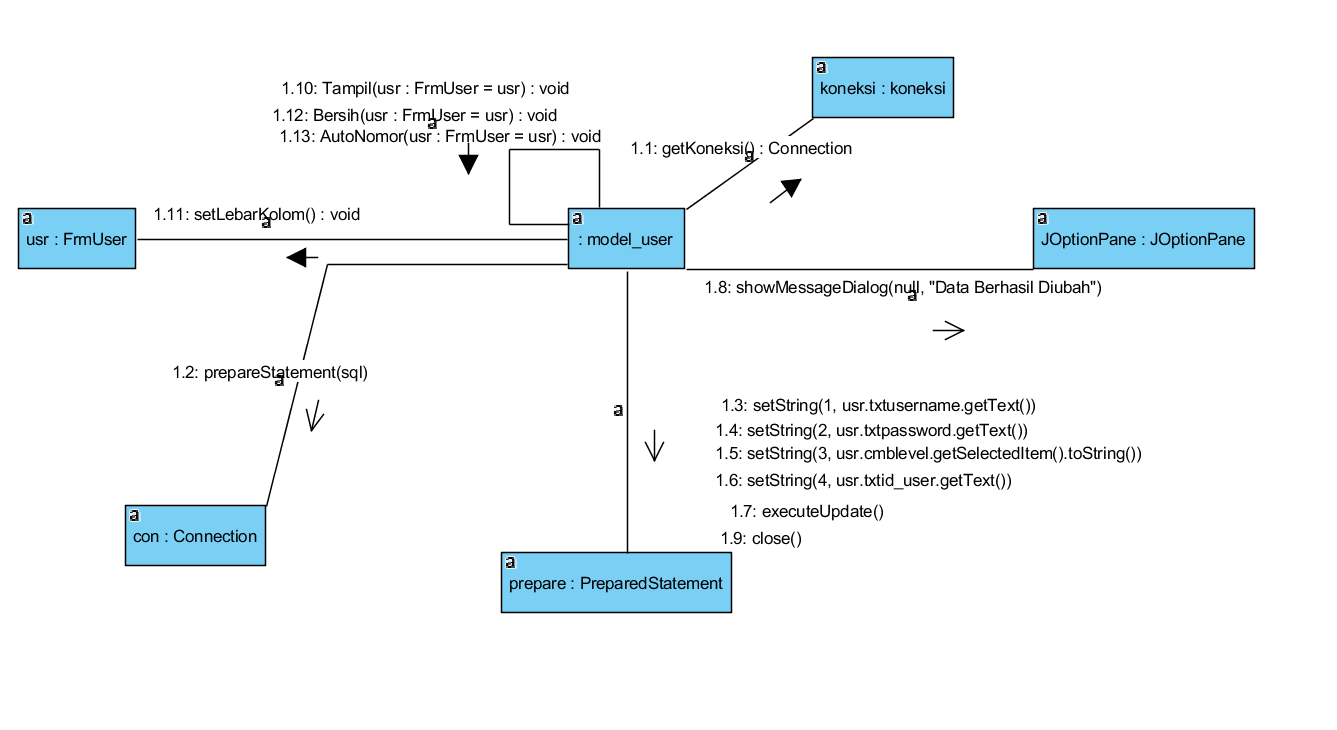 a
koneksi : koneksi
1.10: Tampil(usr : FrmUser = usr) : void
1.12: Bersih(usr : FrmUser = usr) : void
a
1.13: AutoNomor(usr : FrmUser = usr) : void
1.1: getKoneksi() : Connection
a
a
usr : FrmUser
1.11: setLebarKolom() : void
a
a
: model_user
a
JOptionPane : JOptionPane
1.8: showMessageDialog(null, "Data Berhasil Diubah")
a
1.2: prepareStatement(sql)
a
a
1.3: setString(1, usr.txtusername.getText())
1.4: setString(2, usr.txtpassword.getText())
1.5: setString(3, usr.cmblevel.getSelectedItem().toString())
1.6: setString(4, usr.txtid_user.getText())
1.7: executeUpdate()
1.9: close()
a
con : Connection
a
prepare : PreparedStatement